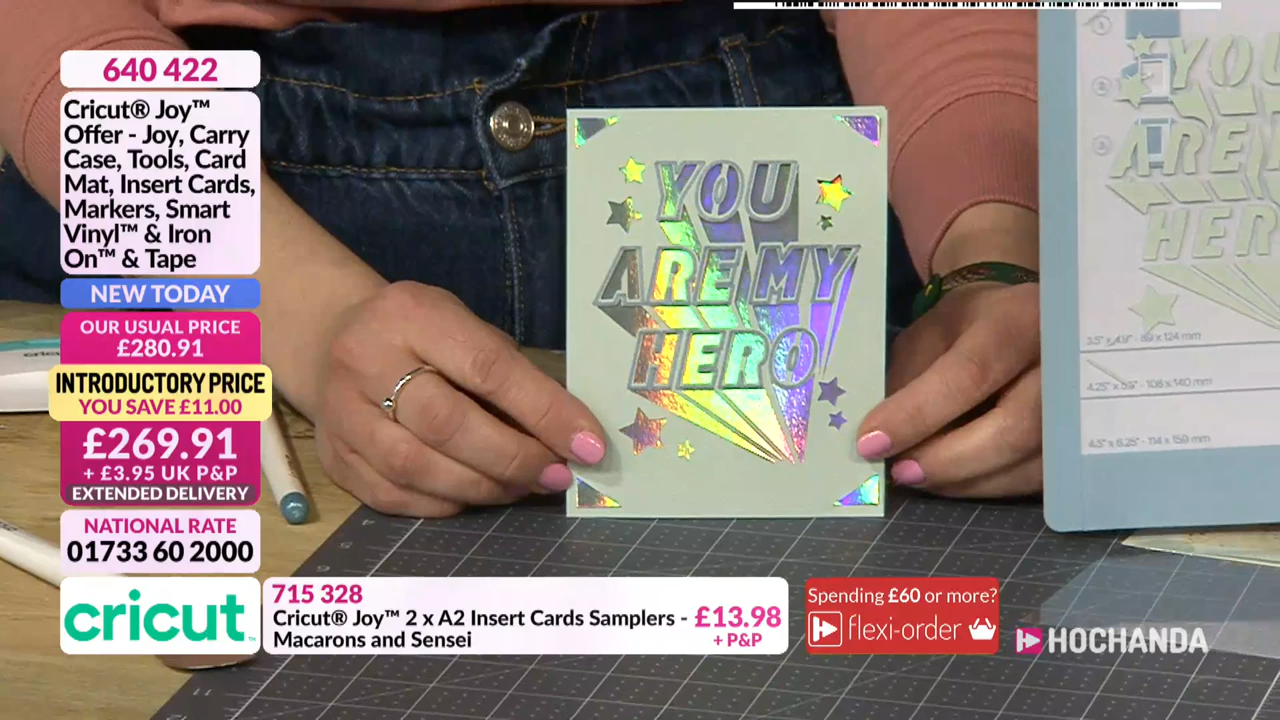 640 422
Cricut® Joy™
Offer - Joy, Carry
Case, Tools, Card
Mat, Insert Cards,
Markers, Smart
Vinyl™ & Iron
On™ & Tape
NEW TODAY
OUR USUAL PRICE
£280.91
INTRODUCTORY PRICE
YOU SAVE £11.00
£269.91
+ £3.95 UK P&P
EXTENDED DELIVERY
NATIONAL RATE
01733 60 2000
cricut™
715 328
Cricut® Joy™ 2 x A2 Insert Cards Samplers -
Macarons and Sensei
£13.98
+ P&P
Spending £60 or more?
flexi-order
HOCHANDA
YOU
ARE MY
HERO
YOU
ARE
HER
3.5" x 4.9" - 89 x 124 mm
4.25" x 5.5" - 108 x 140 mm
4.5" x 6.25" - 114 x 159 mm